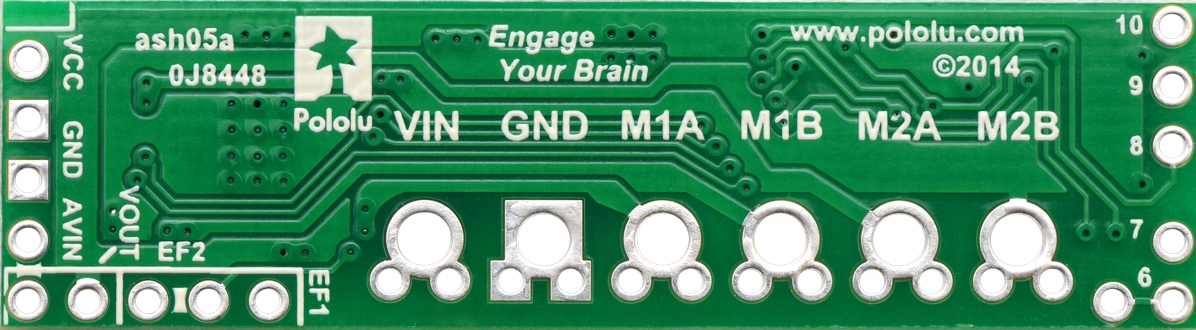 ash05a
0J8448
Pololu
Engage
Your Brain
www.pololu.com
©2014
VCC
GND
AVIN
VOUT
EF2
EF1
VIN GND M1A M1B M2A M2B
10
9
8
7
6